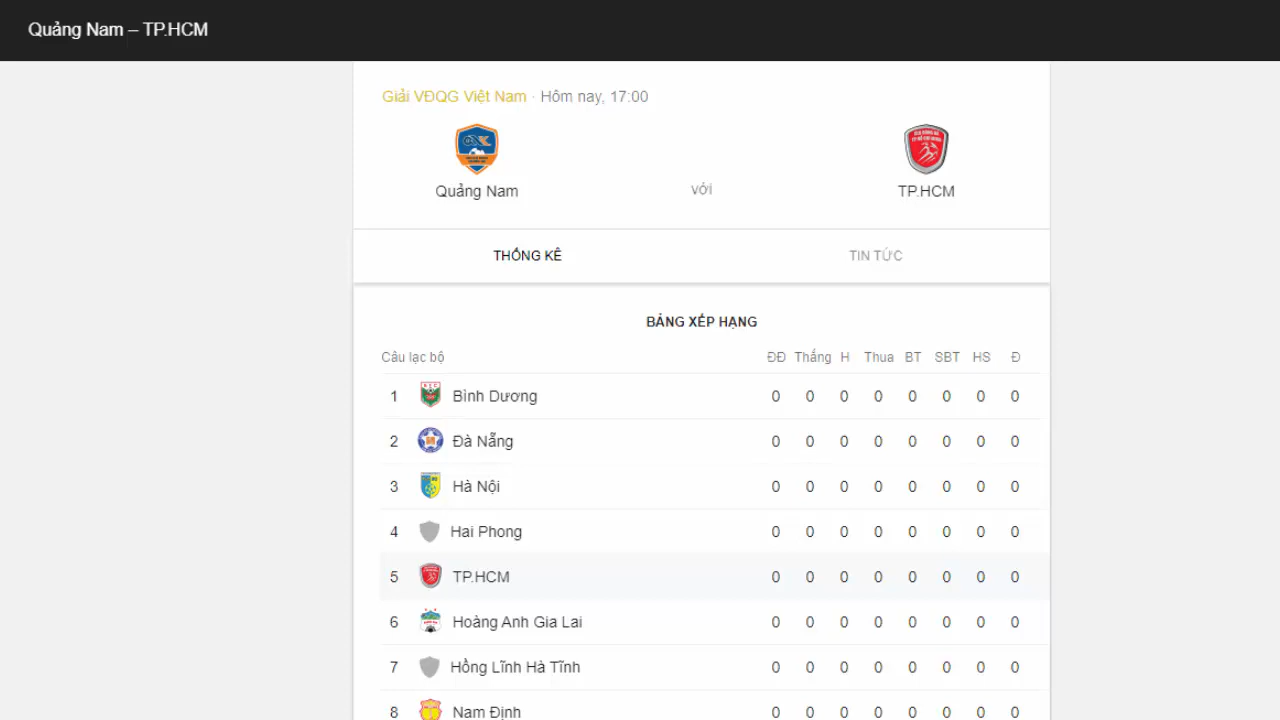 Quảng Nam – TP.HCM
Giải VĐQG Việt Nam · Hôm nay, 17:00
Quảng Nam với TP.HCM
THỐNG KÊ TIN TỨC
BẢNG XẾP HẠNG
Câu lạc bộ ĐĐ Thắng H Thua BT SBT HS Đ
1 Bình Dương 0 0 0 0 0 0 0 0
2 Đà Nẵng 0 0 0 0 0 0 0 0
3 Hà Nội 0 0 0 0 0 0 0 0
4 Hai Phong 0 0 0 0 0 0 0 0
5 TP.HCM 0 0 0 0 0 0 0 0
6 Hoàng Anh Gia Lai 0 0 0 0 0 0 0 0
7 Hồng Lĩnh Hà Tĩnh 0 0 0 0 0 0 0 0
8 Nam Định 0 0 0 0 0 0 0 0